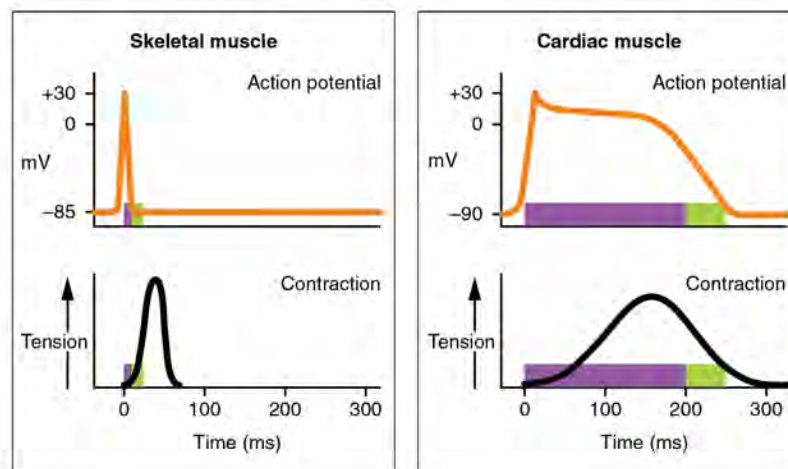 Skeletal muscle
Action potential
+30
0
mV
−85
Contraction
Tension
0 100 200 300
Time (ms)
Cardiac muscle
Action potential
+30
0
mV
−90
Contraction
Tension
0 100 200 300
Time (ms)